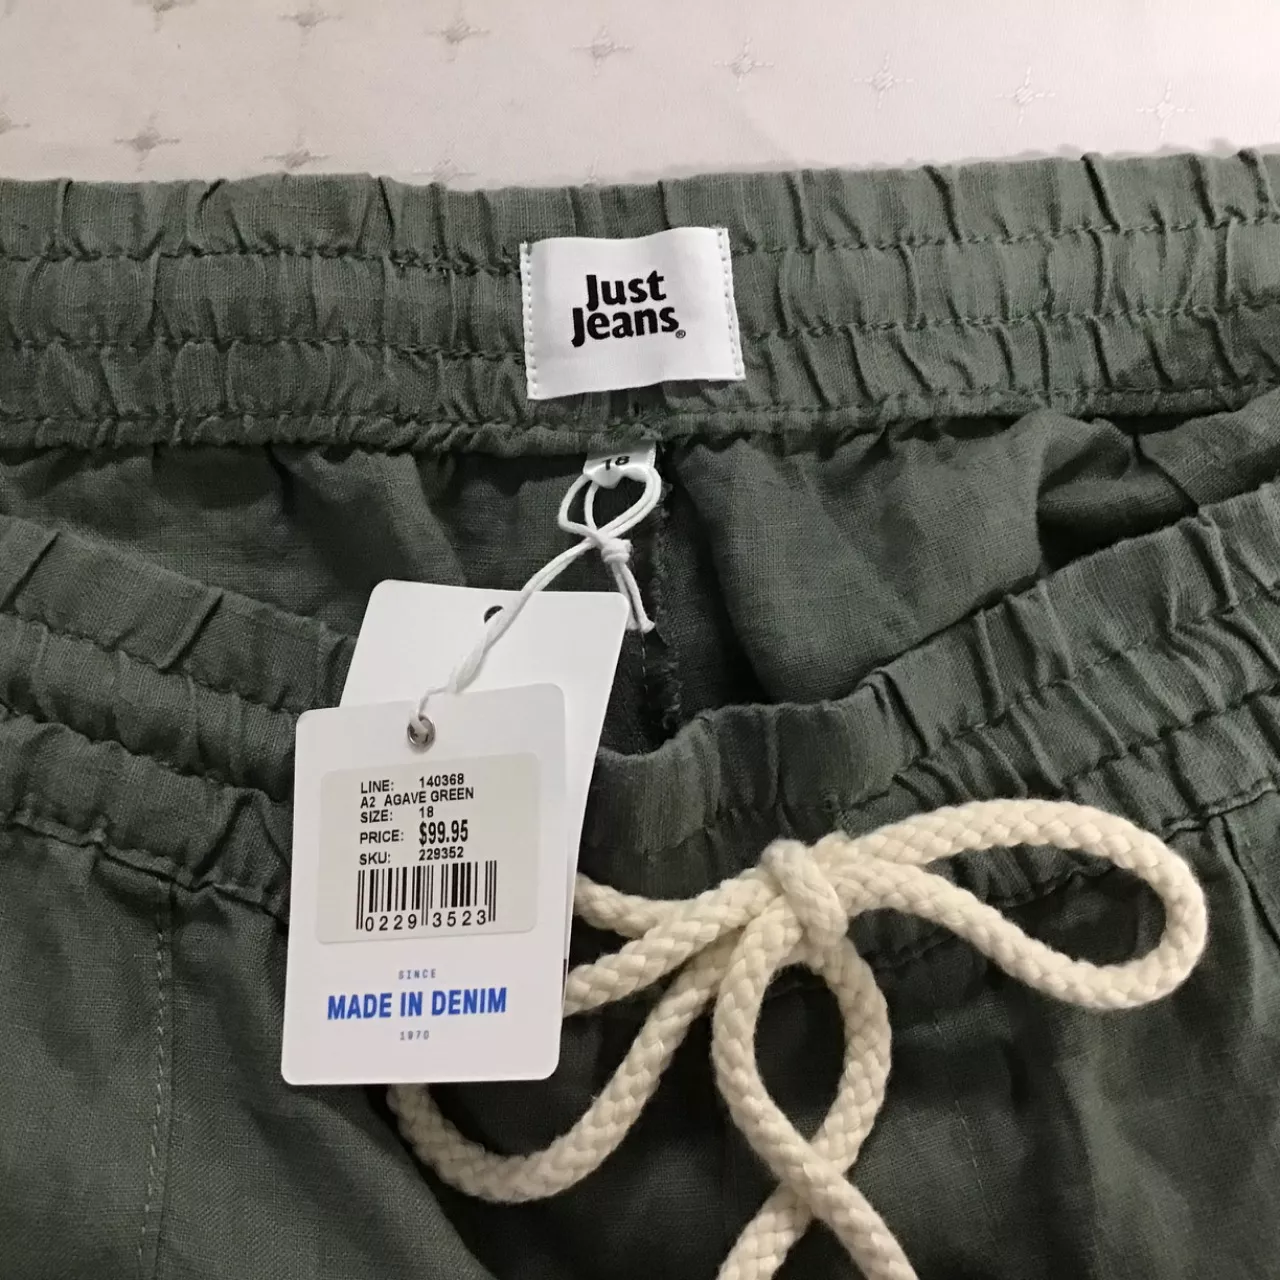 Just
Jeans®
18
LINE: 140368
A2 AGAVE GREEN
SIZE: 18
PRICE: $99.95
SKU: 229352
0229 3523
SINCE
MADE IN DENIM
1970